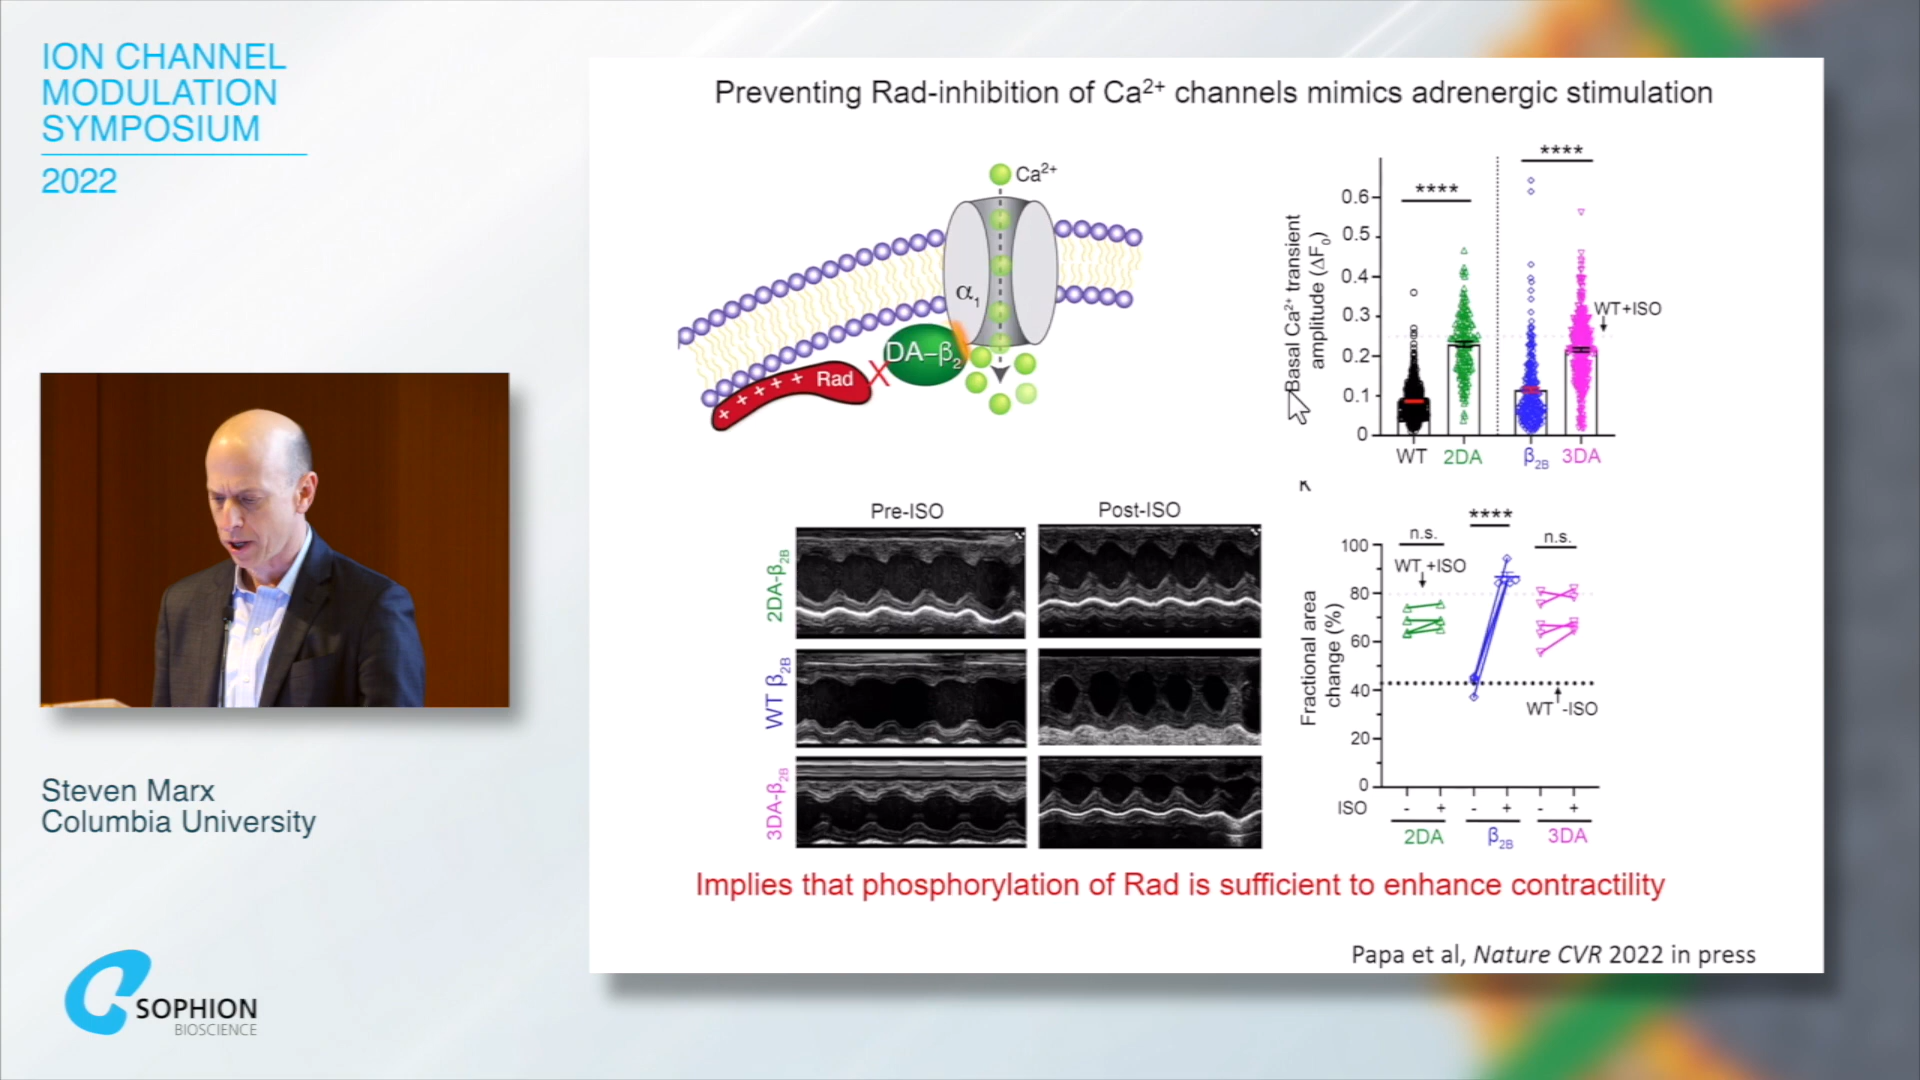 ION CHANNEL
MODULATION
SYMPOSIUM
2022
Steven Marx
Columbia University
SOPHION
BIOSCIENCE
Preventing Rad-inhibition of Ca²⁺ channels mimics adrenergic stimulation
Ca²⁺
α₁
DA–β₂
X
+ + + + + Rad
****
****
Basal Ca²⁺ transient
amplitude (ΔF₀)
0.6
0.5
0.4
0.3
0.2
0.1
0
WT+ISO
WT 2DA β₂B 3DA
Pre-ISO Post-ISO
2DA-β₂B
WT β₂B
3DA-β₂B
K
n.s. **** n.s.
Fractional area
change (%)
100
80
60
40
20
0
WT +ISO
WT -ISO
ISO - + - + - +
2DA β₂B 3DA
Implies that phosphorylation of Rad is sufficient to enhance contractility
Papa et al, Nature CVR 2022 in press